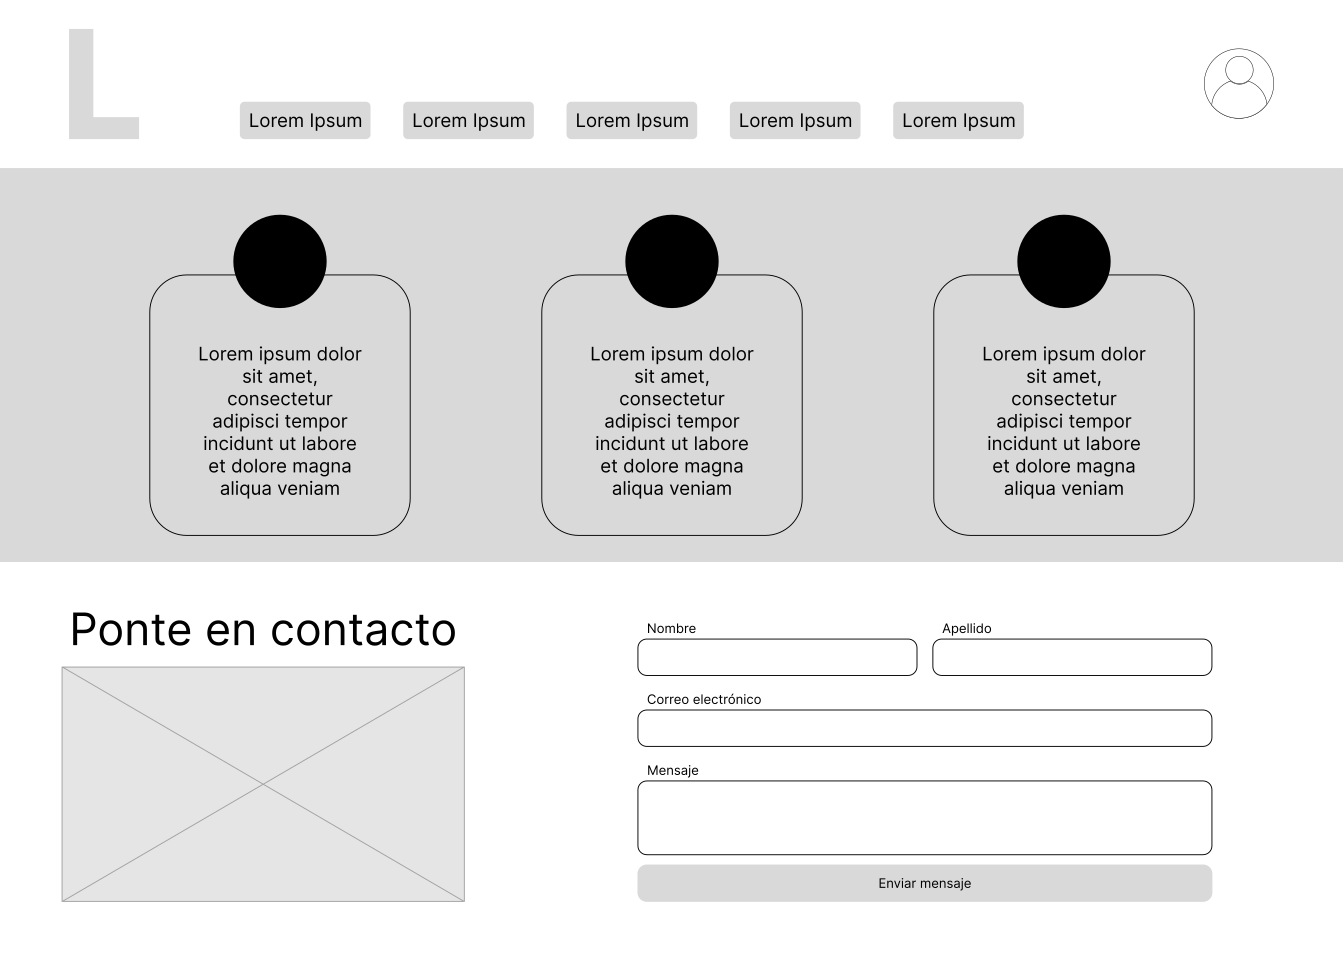 L
Lorem Ipsum Lorem Ipsum Lorem Ipsum Lorem Ipsum Lorem Ipsum
Lorem ipsum dolor
sit amet,
consectetur
adipisci tempor
incidunt ut labore
et dolore magna
aliqua veniam
Lorem ipsum dolor
sit amet,
consectetur
adipisci tempor
incidunt ut labore
et dolore magna
aliqua veniam
Lorem ipsum dolor
sit amet,
consectetur
adipisci tempor
incidunt ut labore
et dolore magna
aliqua veniam
Ponte en contacto
Nombre Apellido
Correo electrónico
Mensaje
Enviar mensaje